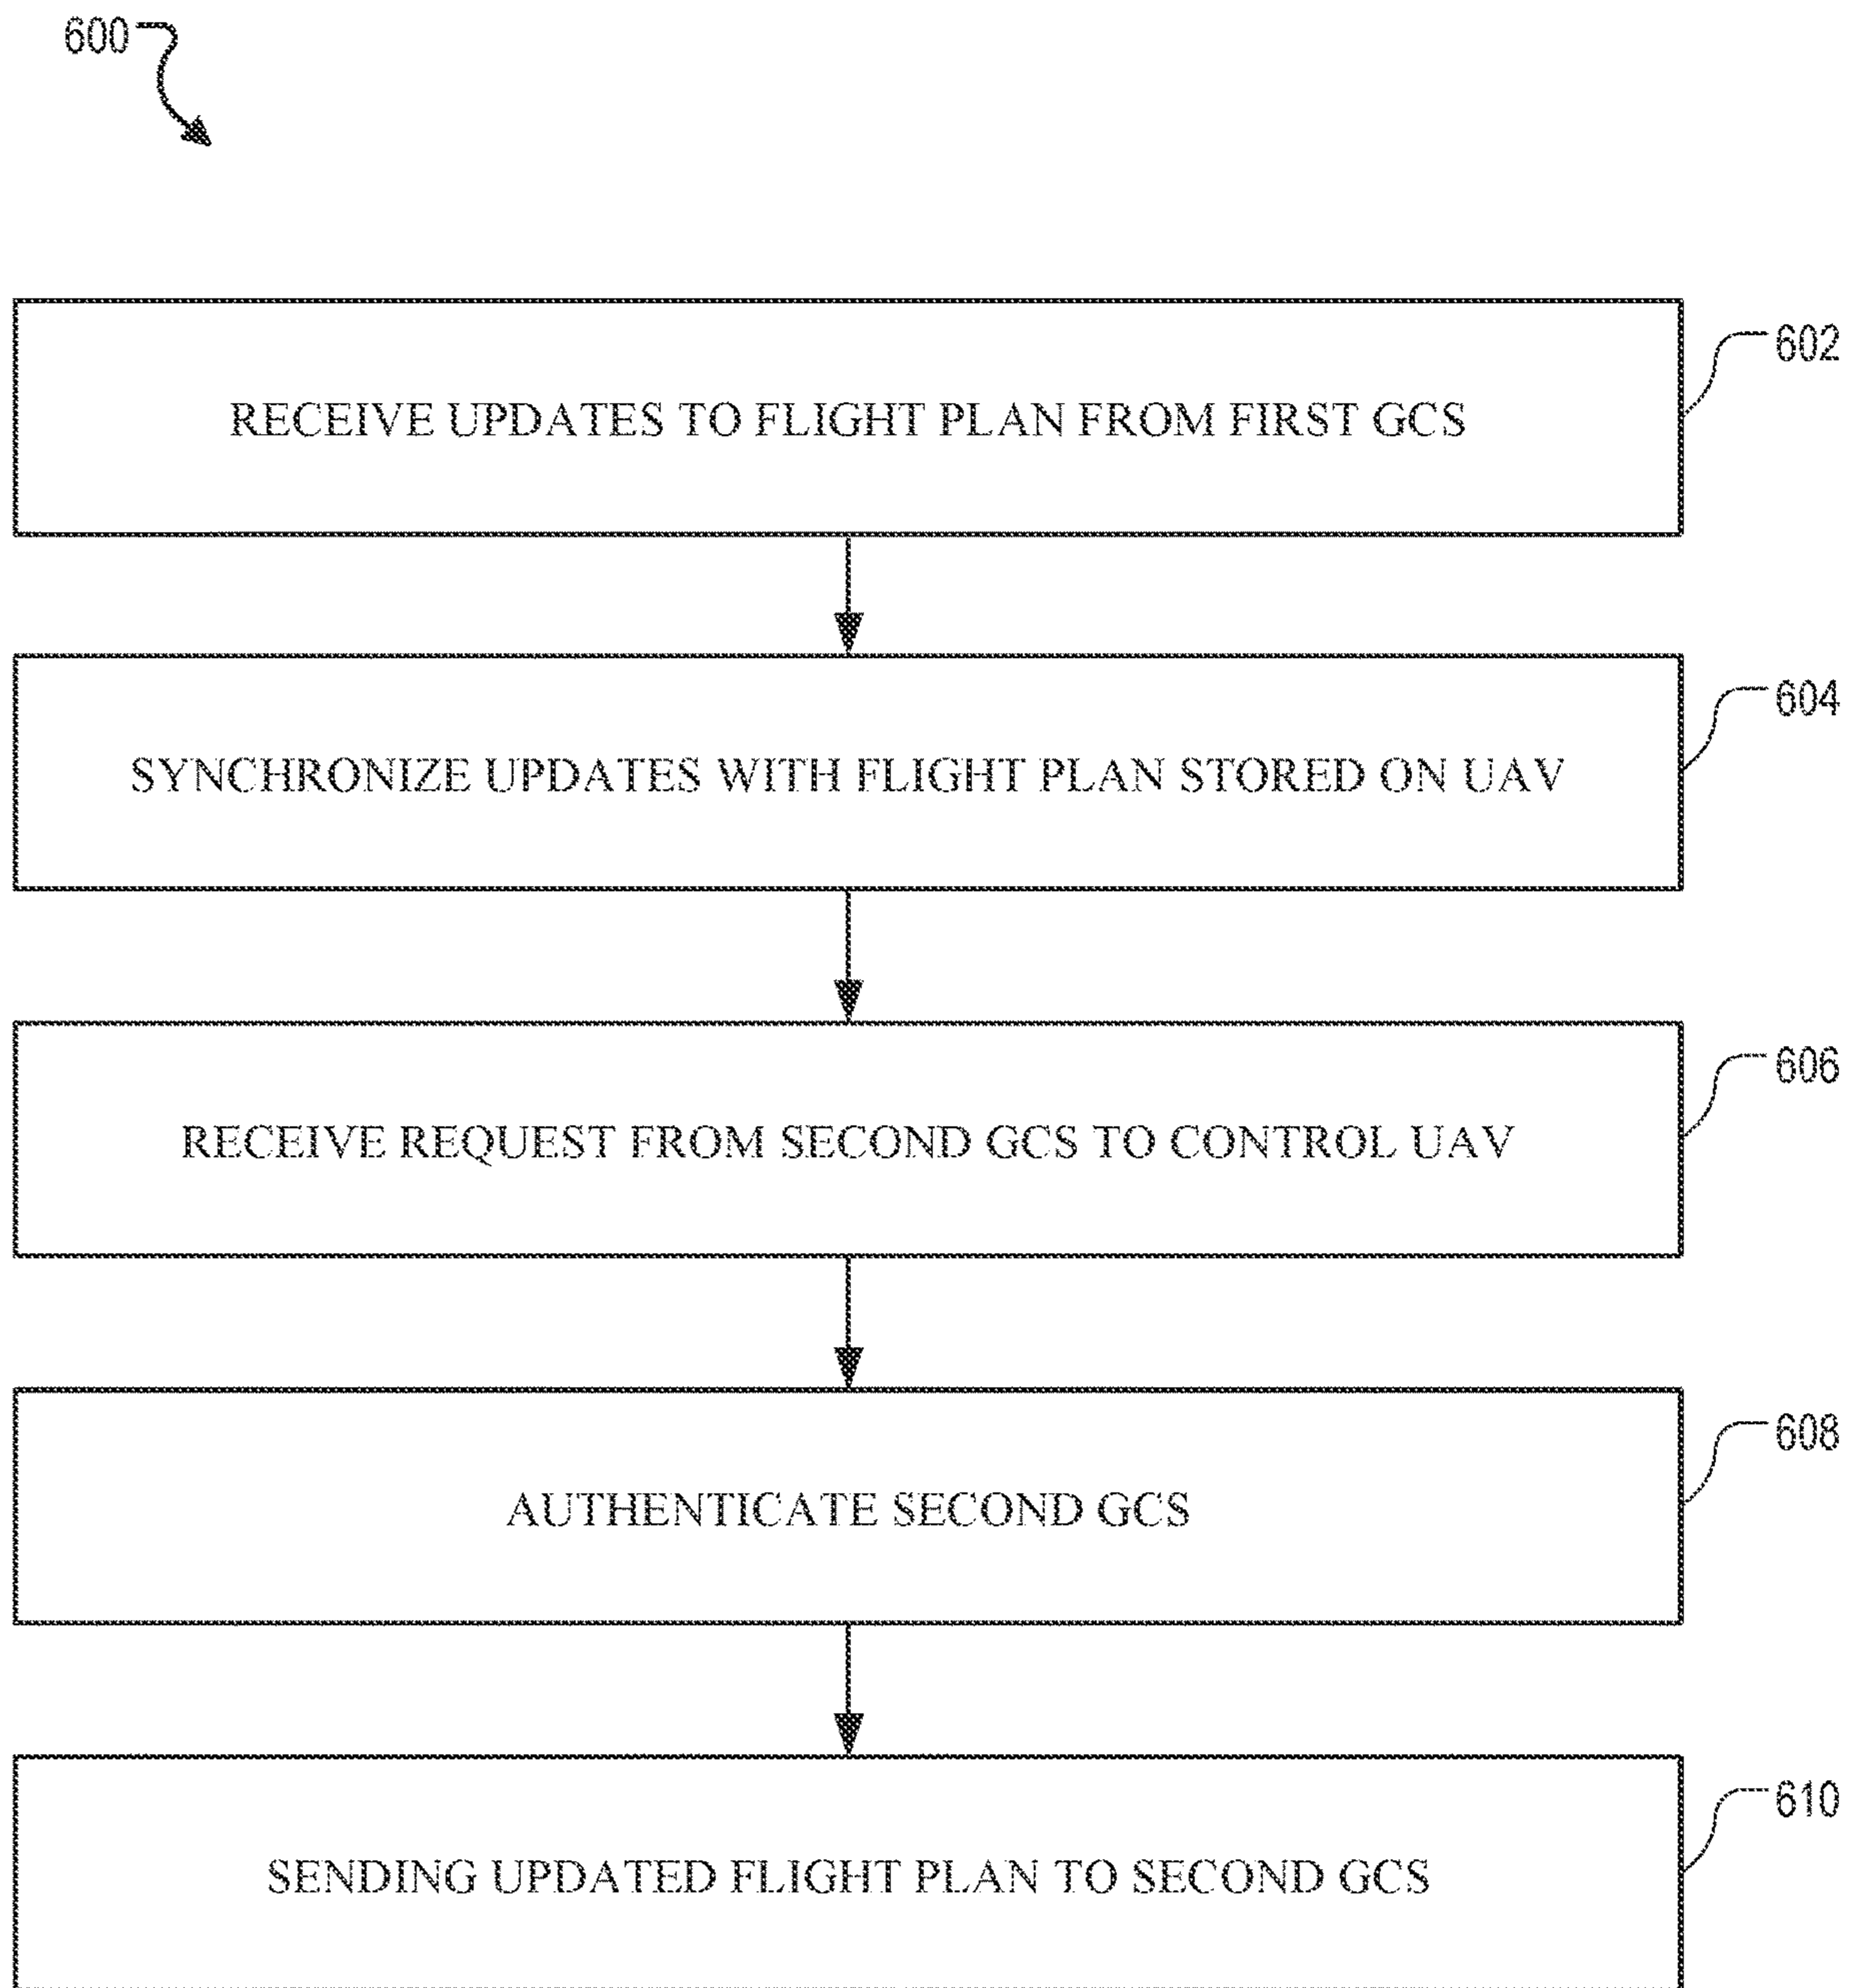 600
RECEIVE UPDATES TO FLIGHT PLAN FROM FIRST GCS
602
SYNCHRONIZE UPDATES WITH FLIGHT PLAN STORED ON UAV
604
RECEIVE REQUEST FROM SECOND GCS TO CONTROL UAV
606
AUTHENTICATE SECOND GCS
608
SENDING UPDATED FLIGHT PLAN TO SECOND GCS
610